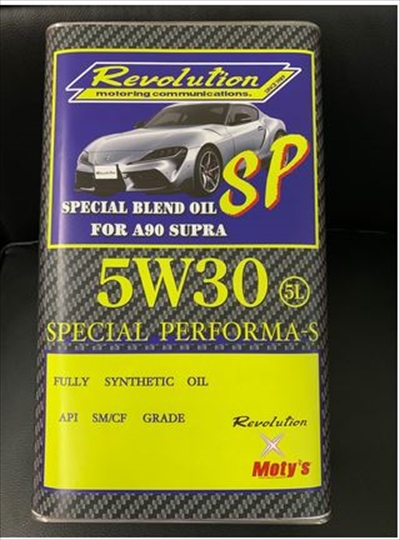 Revolution
motoring communications.
SP
SPECIAL BLEND OIL
FOR A90 SUPRA
5W30 5L
SPECIAL PERFORMA-S
FULLY SYNTHETIC OIL
API SM/CF GRADE
Revolution
X
Moty's